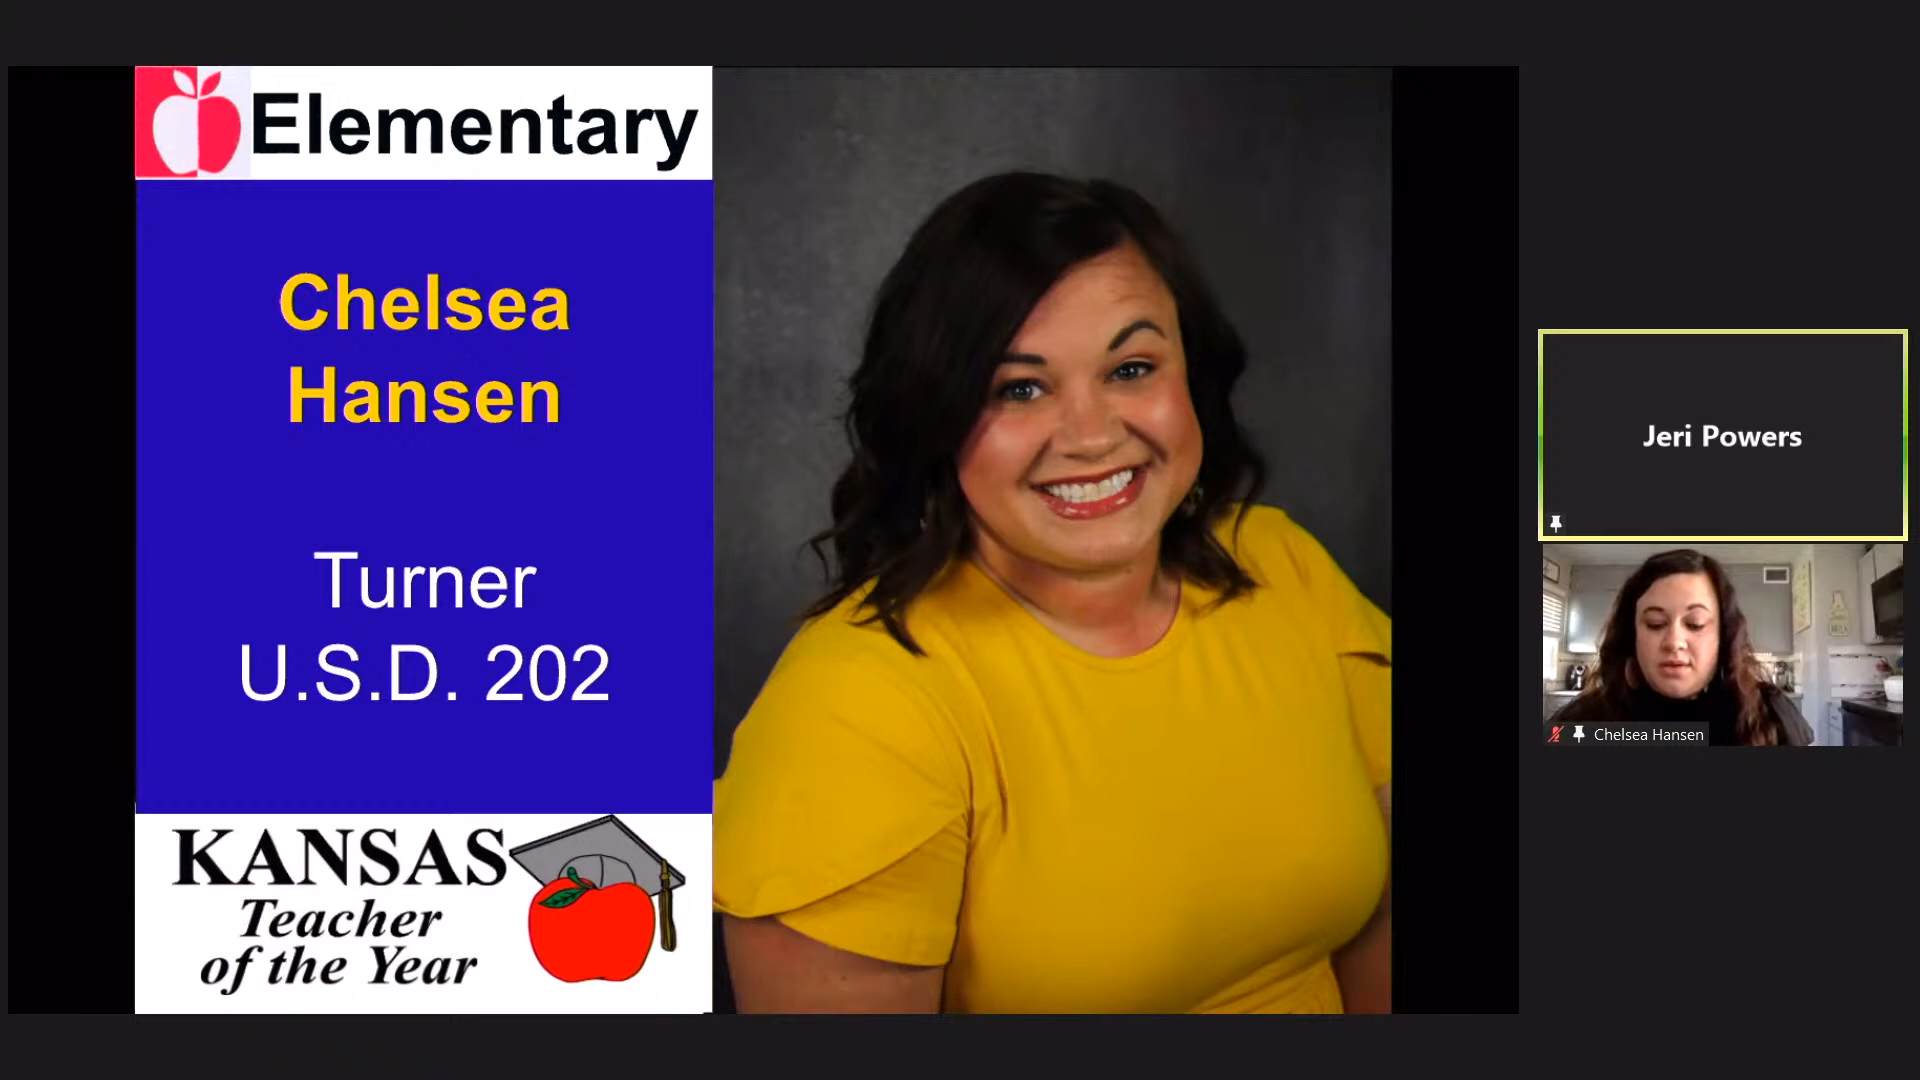 Elementary
Chelsea
Hansen
Turner
U.S.D. 202
KANSAS
Teacher
of the Year
Jeri Powers
Chelsea Hansen